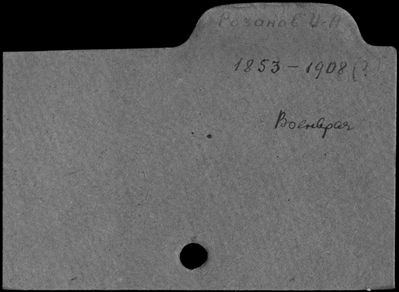 Розанов И.А
1853 – 1908 (?)
Военврач